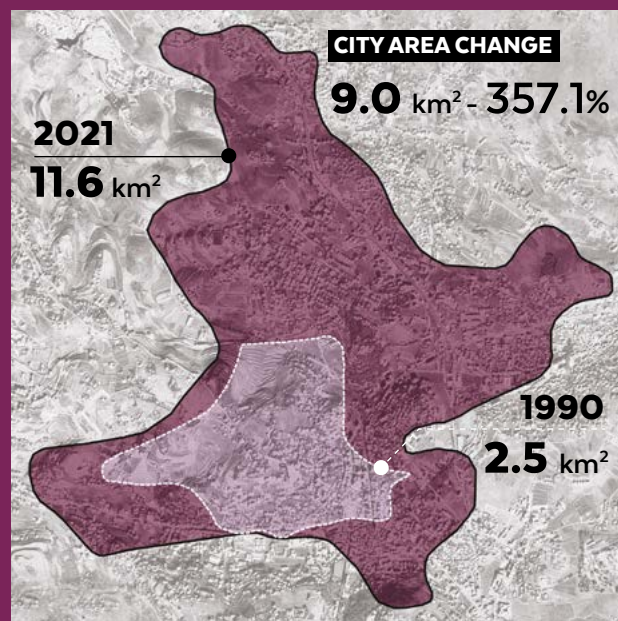 CITY AREA CHANGE
9.0 km² - 357.1%
2021
11.6 km²
1990
2.5 km²